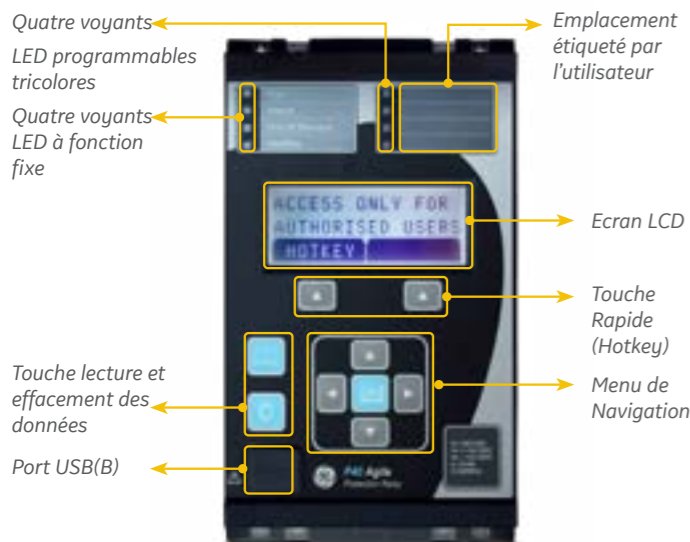 Quatre voyants
LED programmables
tricolores
Quatre voyants
LED à fonction
fixe
Emplacement
étiqueté par
l'utilisateur
ACCESS ONLY FOR
AUTHORISED USERS
HOTKEY
Ecran LCD
Touche
Rapide
(Hotkey)
Menu de
Navigation
Touche lecture et
effacement des
données
Port USB(B)
P40 Agile
Protection Relay